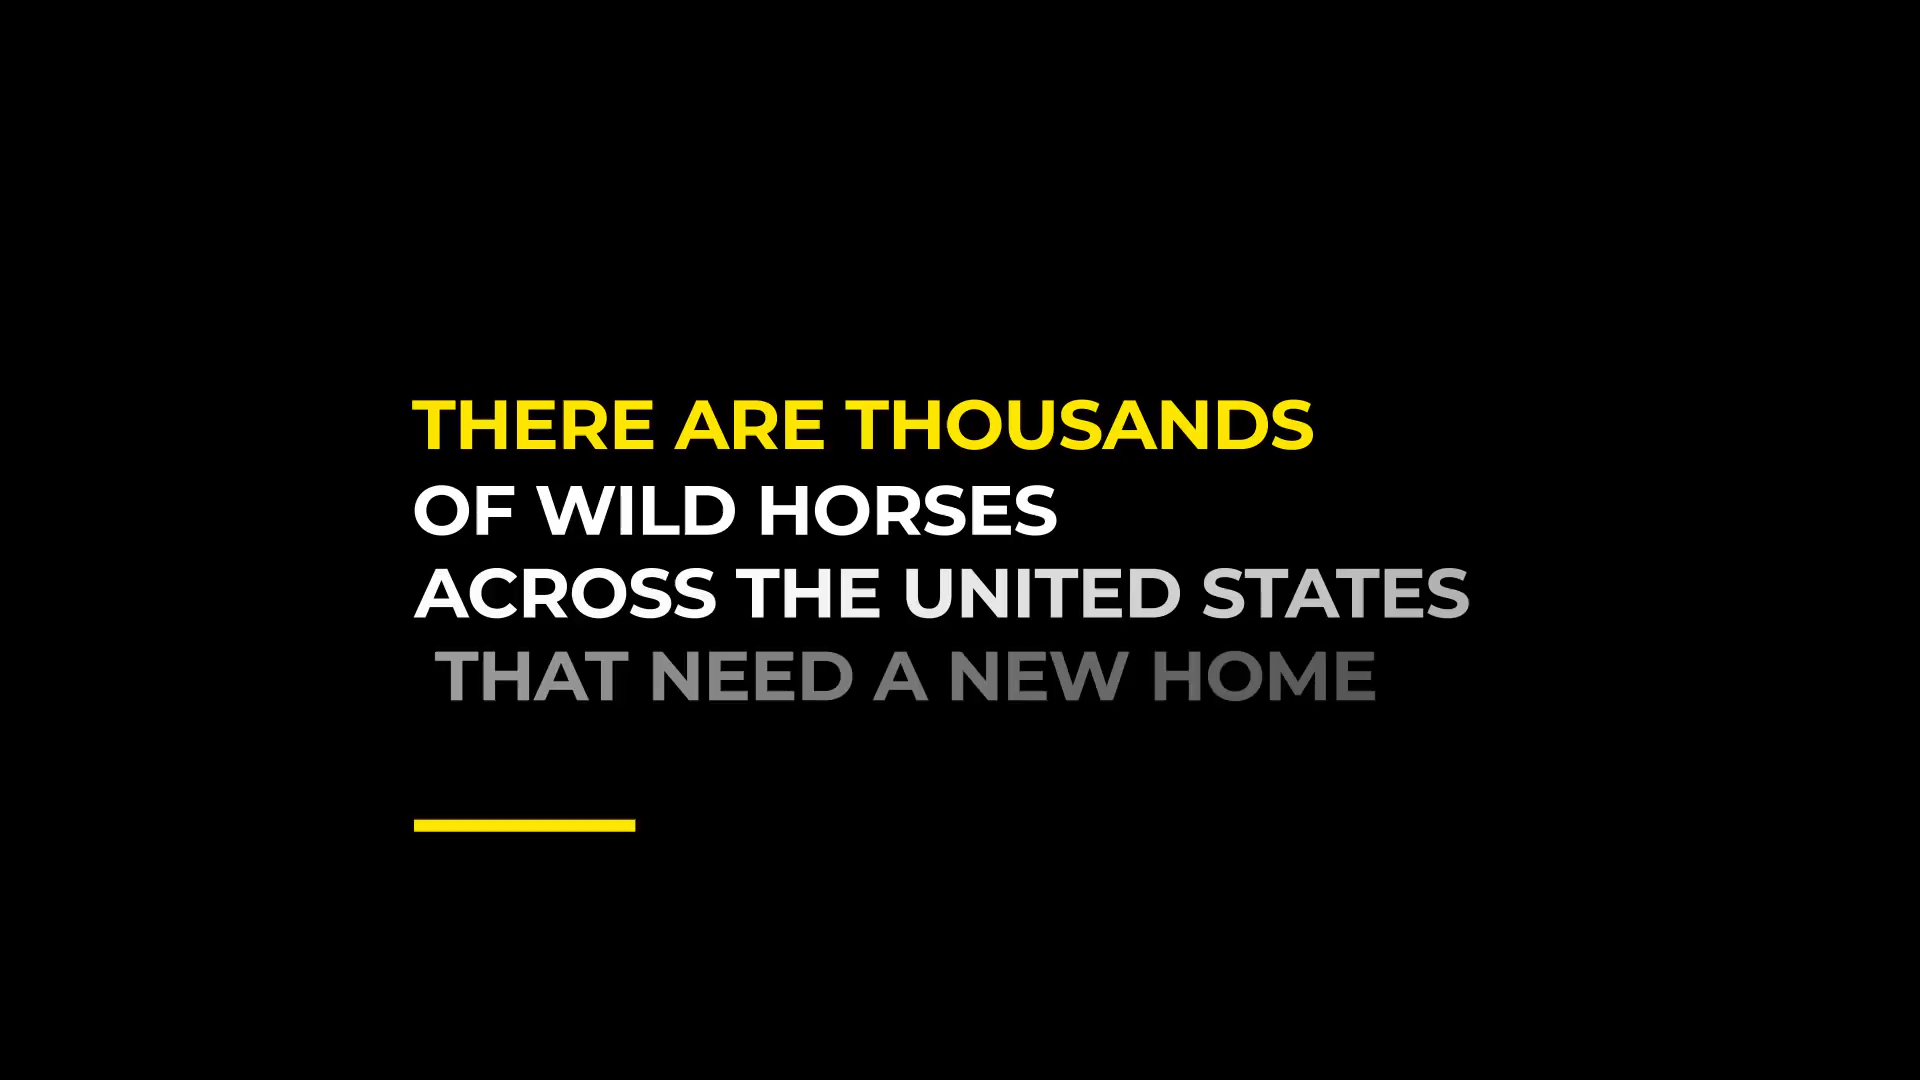 THERE ARE THOUSANDS
OF WILD HORSES
ACROSS THE UNITED STATES
THAT NEED A NEW HOME